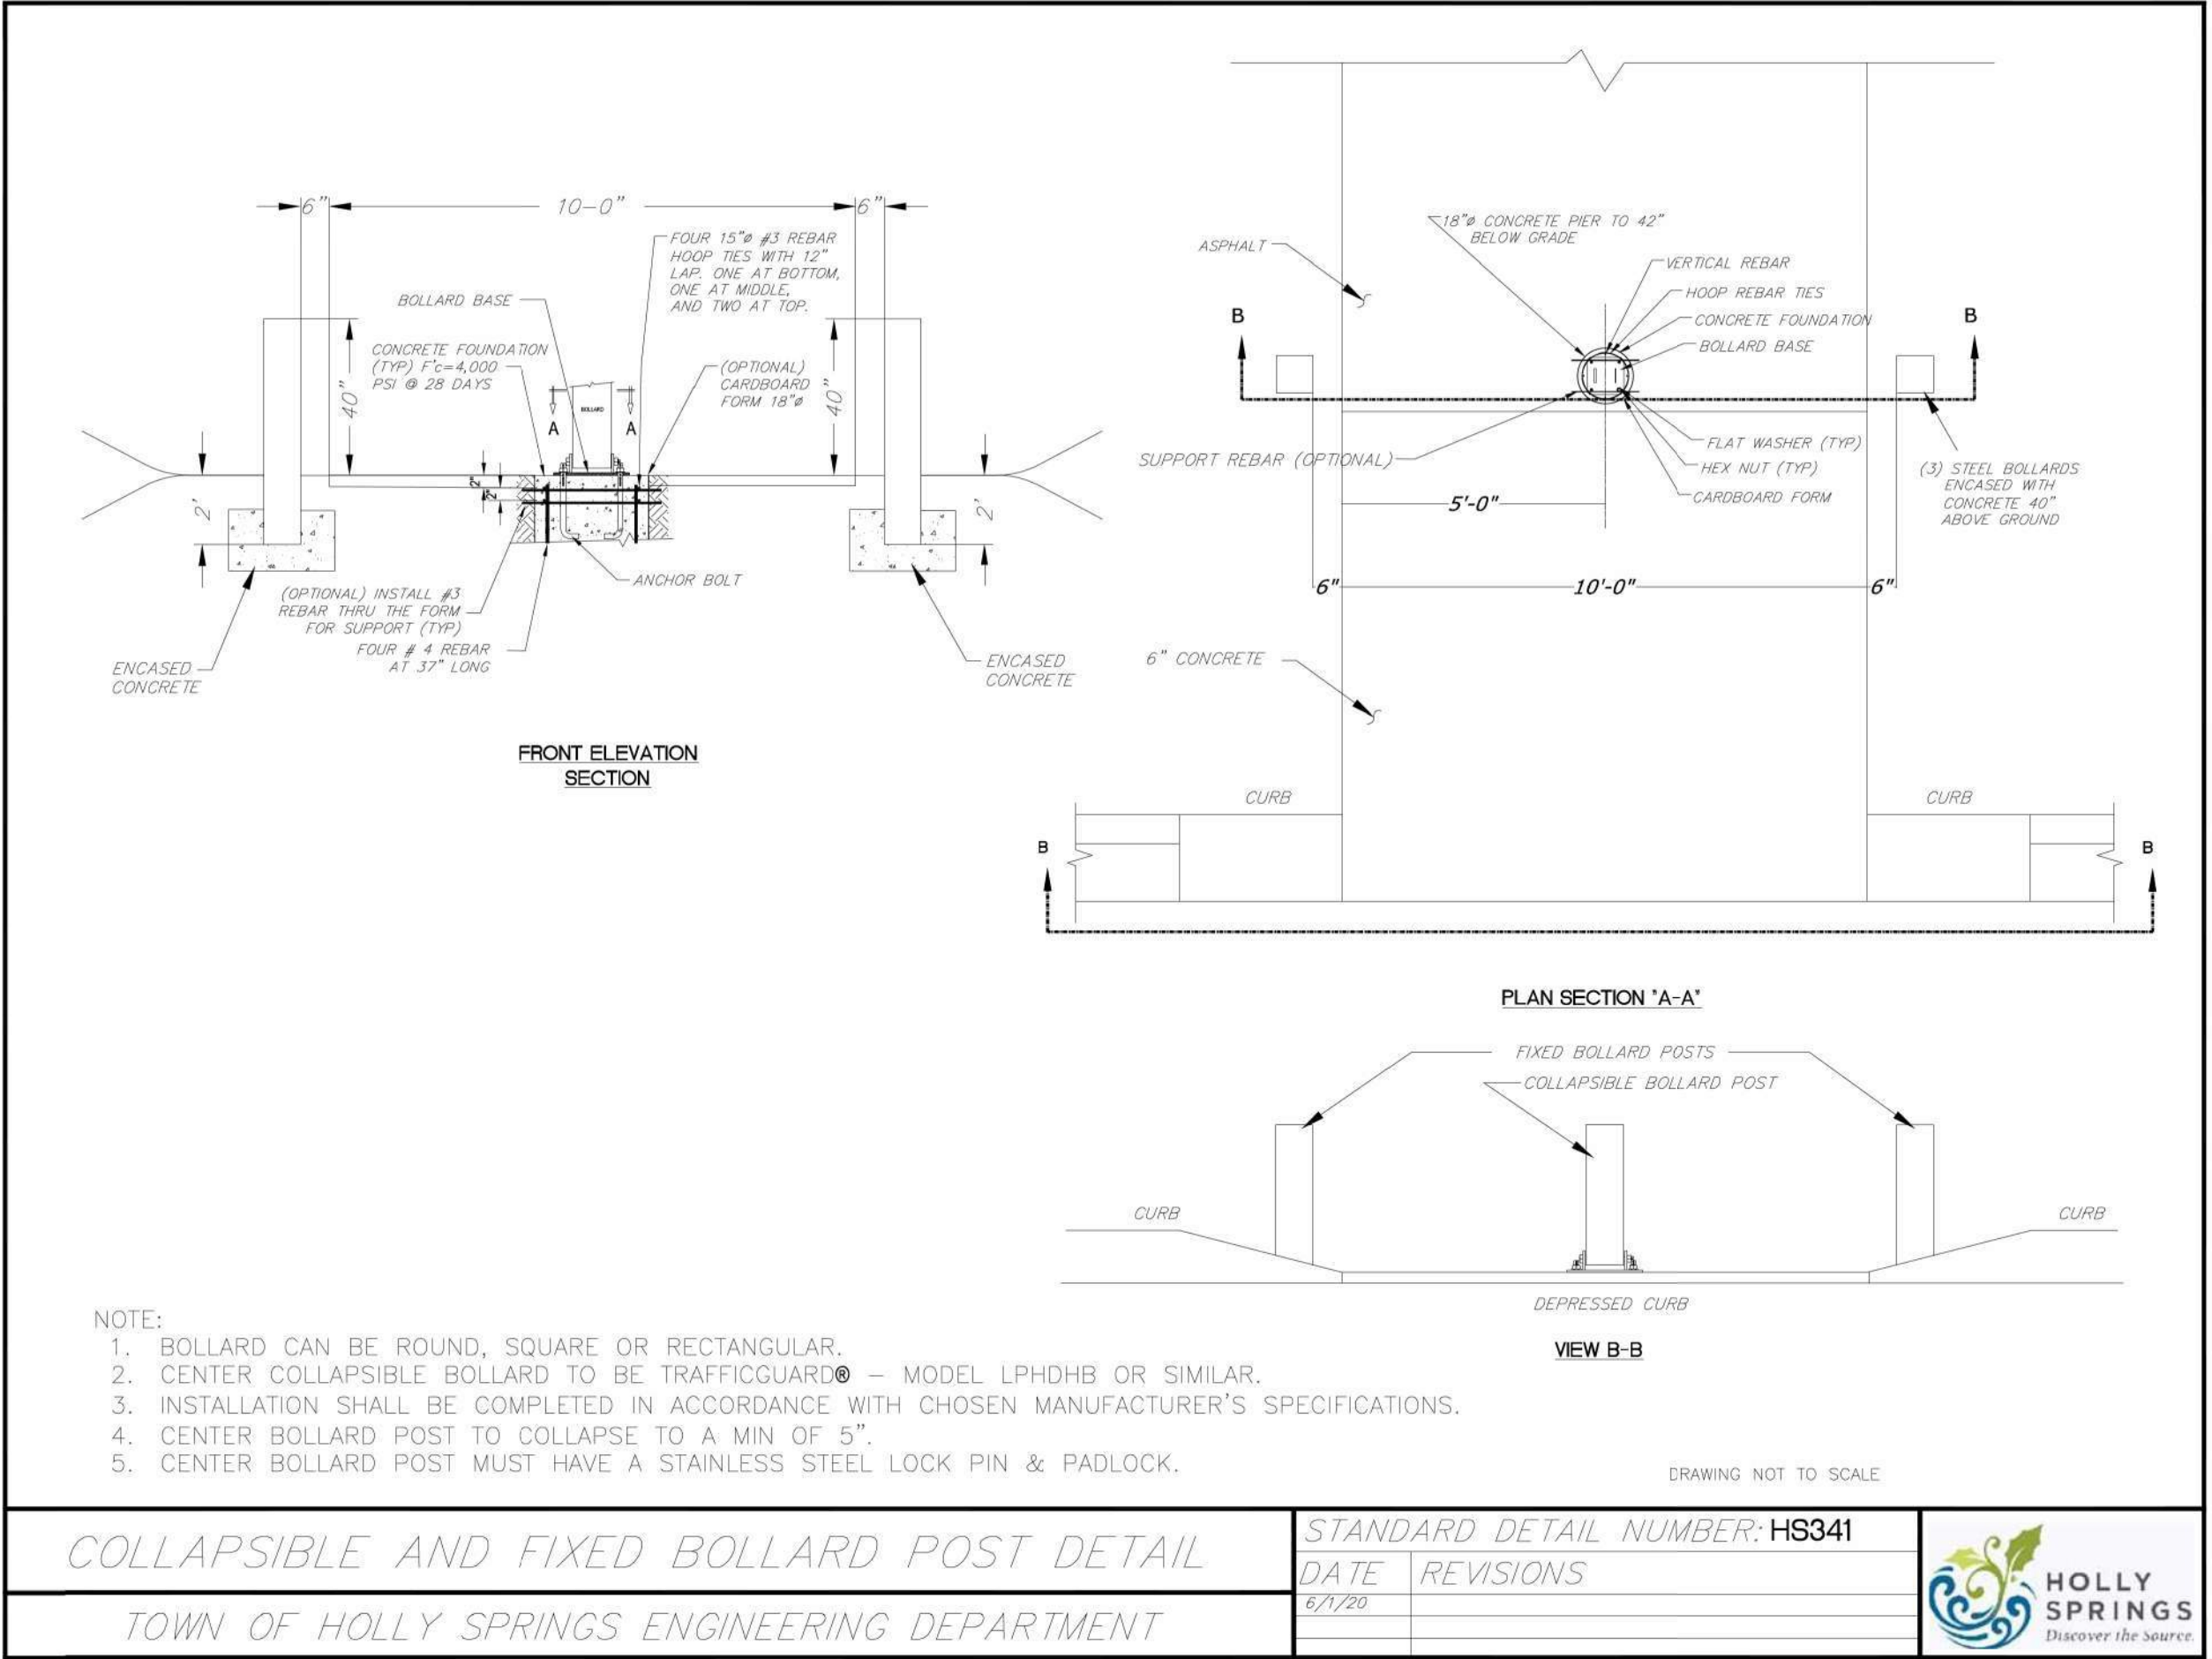 6"
10-0"
6"
FOUR 15"ø #3 REBAR
HOOP TIES WITH 12"
LAP. ONE AT BOTTOM,
ONE AT MIDDLE,
AND TWO AT TOP.
BOLLARD BASE
CONCRETE FOUNDATION
(TYP) F'c=4,000
PSI @ 28 DAYS
(OPTIONAL)
CARDBOARD
FORM 18"ø
40"
40"
BOLLARD
A
A
2"
2"
2'
2'
ANCHOR BOLT
(OPTIONAL) INSTALL #3
REBAR THRU THE FORM
FOR SUPPORT (TYP)
FOUR # 4 REBAR
AT 37" LONG
ENCASED
CONCRETE
ENCASED
CONCRETE
FRONT ELEVATION
SECTION
18"ø CONCRETE PIER TO 42"
BELOW GRADE
ASPHALT
VERTICAL REBAR
HOOP REBAR TIES
CONCRETE FOUNDATION
BOLLARD BASE
B
B
SUPPORT REBAR (OPTIONAL)
FLAT WASHER (TYP)
HEX NUT (TYP)
CARDBOARD FORM
(3) STEEL BOLLARDS
ENCASED WITH
CONCRETE 40"
ABOVE GROUND
5'-0"
6"
10'-0"
6"
6" CONCRETE
CURB
CURB
B
B
PLAN SECTION "A-A"
FIXED BOLLARD POSTS
COLLAPSIBLE BOLLARD POST
CURB
CURB
DEPRESSED CURB
VIEW B-B
NOTE:
1. BOLLARD CAN BE ROUND, SQUARE OR RECTANGULAR.
2. CENTER COLLAPSIBLE BOLLARD TO BE TRAFFICGUARD® – MODEL LPHDHB OR SIMILAR.
3. INSTALLATION SHALL BE COMPLETED IN ACCORDANCE WITH CHOSEN MANUFACTURER'S SPECIFICATIONS.
4. CENTER BOLLARD POST TO COLLAPSE TO A MIN OF 5".
5. CENTER BOLLARD POST MUST HAVE A STAINLESS STEEL LOCK PIN & PADLOCK.
DRAWING NOT TO SCALE
COLLAPSIBLE AND FIXED BOLLARD POST DETAIL
TOWN OF HOLLY SPRINGS ENGINEERING DEPARTMENT
STANDARD DETAIL NUMBER: HS341
DATE REVISIONS
6/1/20
HOLLY
SPRINGS
Discover the Source.